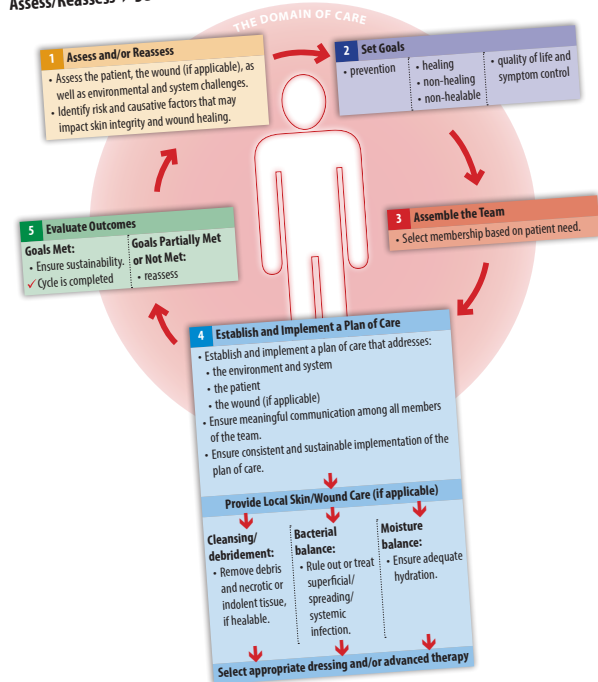 Assess/Reassess
THE DOMAIN OF CARE
1 Assess and/or Reassess
• Assess the patient, the wound (if applicable), as
well as environmental and system challenges.
• Identify risk and causative factors that may
impact skin integrity and wound healing.
2 Set Goals
• prevention
• healing
• non-healing
• non-healable
• quality of life and
symptom control
3 Assemble the Team
• Select membership based on patient need.
4 Establish and Implement a Plan of Care
• Establish and implement a plan of care that addresses:
• the environment and system
• the patient
• the wound (if applicable)
• Ensure meaningful communication among all members
of the team.
• Ensure consistent and sustainable implementation of the
plan of care.
Provide Local Skin/Wound Care (if applicable)
Cleansing/
debridement:
• Remove debris
and necrotic or
indolent tissue,
if healable.
Bacterial
balance:
• Rule out or treat
superficial/
spreading/
systemic
infection.
Moisture
balance:
• Ensure adequate
hydration.
Select appropriate dressing and/or advanced therapy
5 Evaluate Outcomes
Goals Met:
• Ensure sustainability.
✓ Cycle is completed
Goals Partially Met
or Not Met:
• reassess